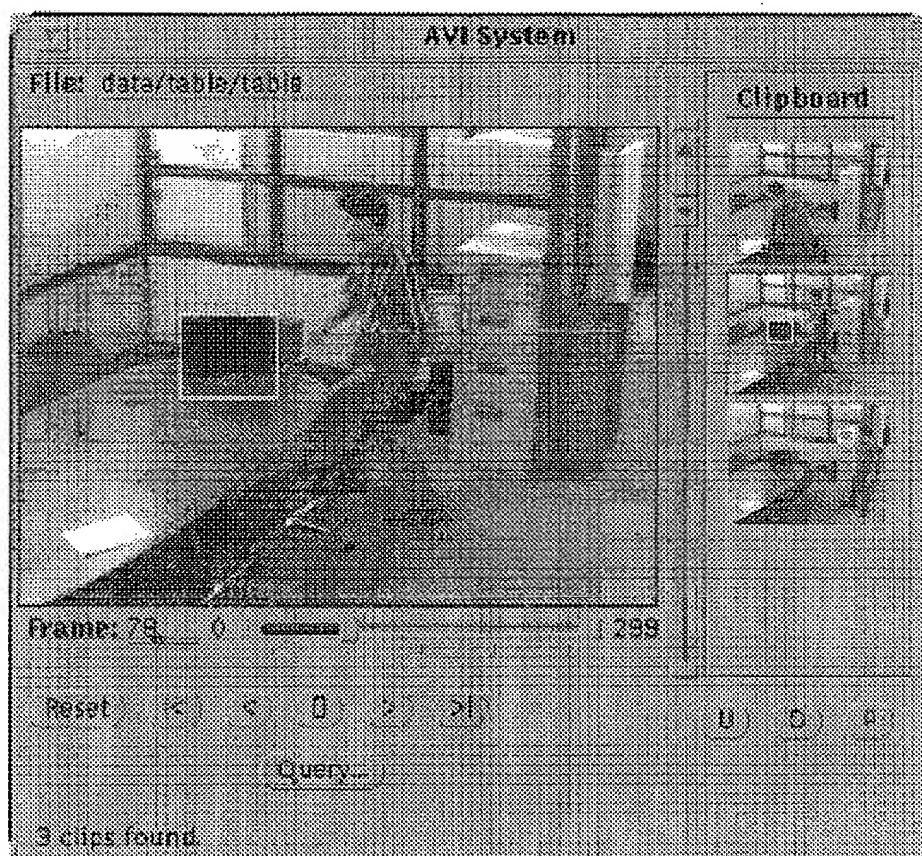 AVI System
File: data/table/table
Clipboard
Frame: 79 0 299
Reset |< < [] > >|
Query...
3 clips found.